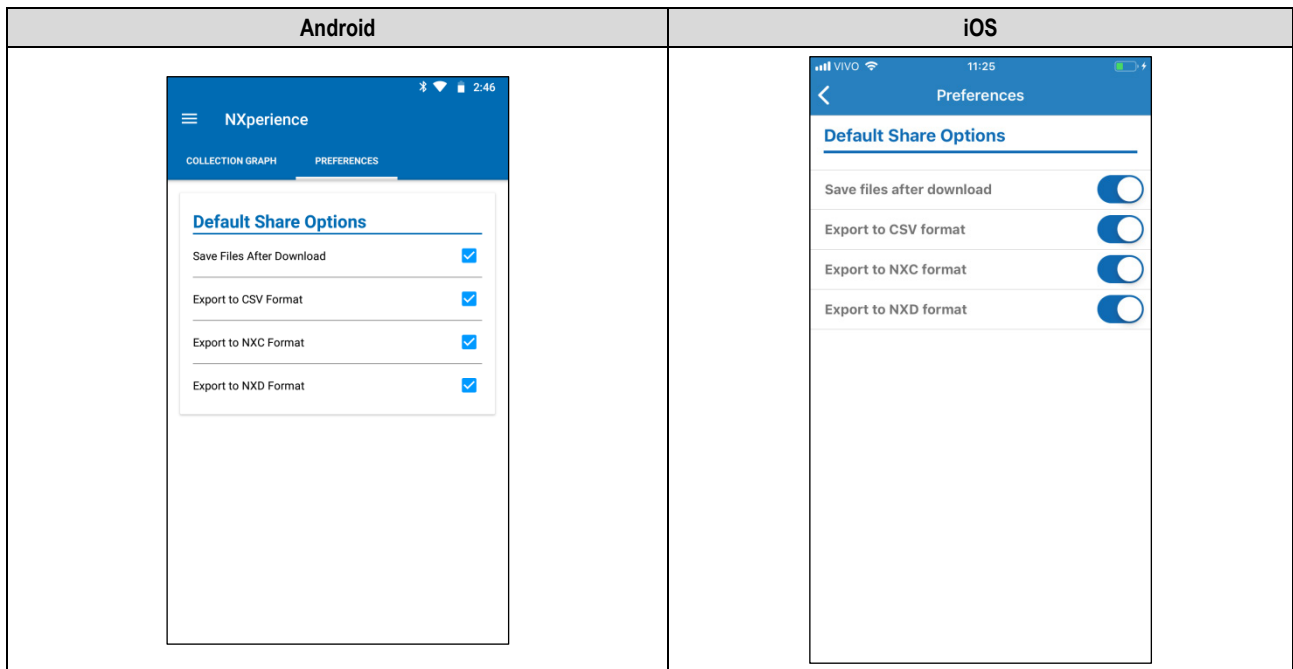 Android
iOS
2:46
NXperience
COLLECTION GRAPH PREFERENCES
Default Share Options
Save Files After Download
Export to CSV Format
Export to NXC Format
Export to NXD Format
VIVO 11:25
Preferences
Default Share Options
Save files after download
Export to CSV format
Export to NXC format
Export to NXD format